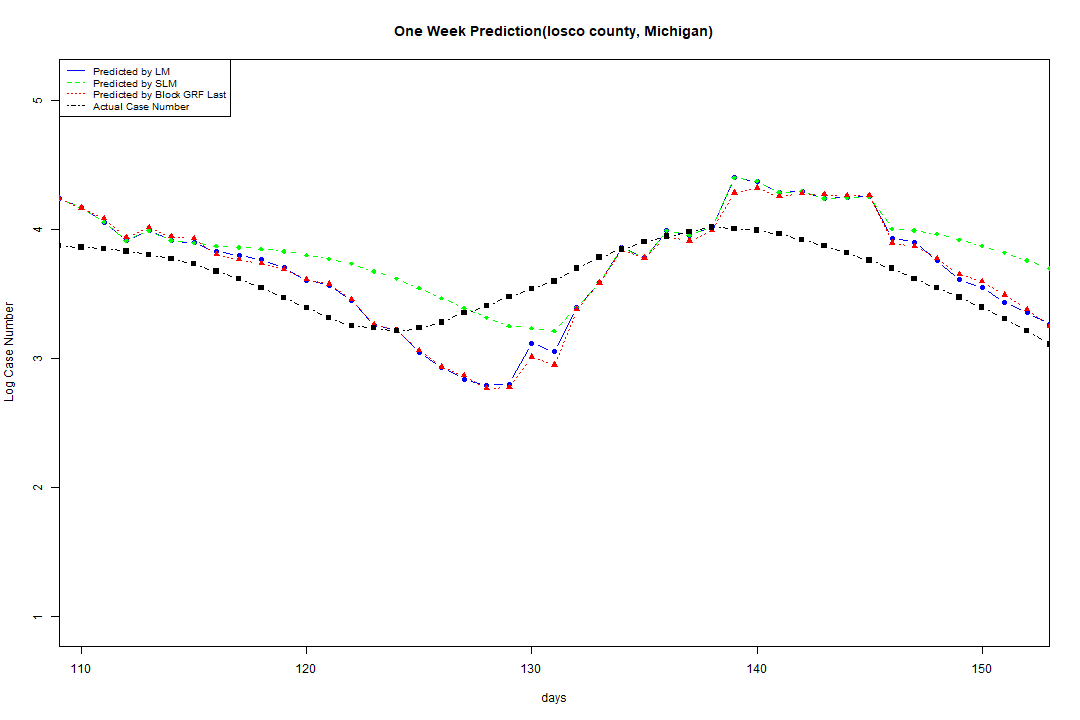 One Week Prediction(Iosco county, Michigan)
Predicted by LM
Predicted by SLM
Predicted by Block GRF Last
Actual Case Number
5
4
3
2
1
Log Case Number
110
120
130
140
150
days